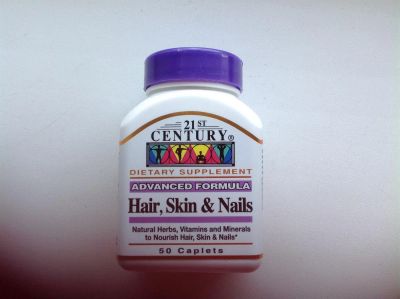 21ST
CENTURY®
DIETARY SUPPLEMENT
ADVANCED FORMULA
Hair, Skin & Nails
Natural Herbs, Vitamins and Minerals
to Nourish Hair, Skin & Nails*
50 Caplets